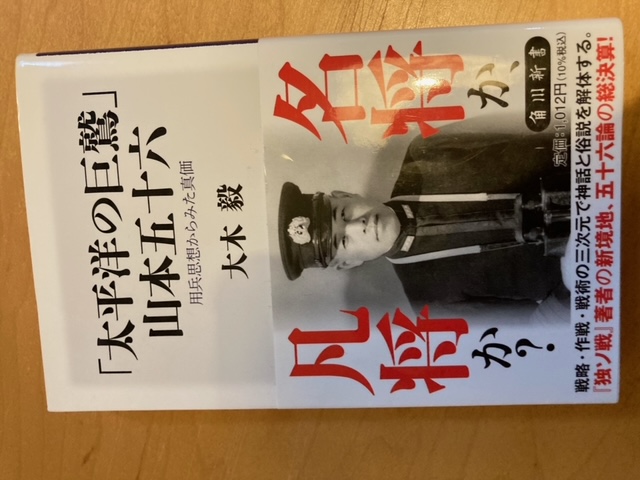 「太平洋の巨鷲」
山本五十六
用兵思想からみた真価
大木 毅
名将か、
凡将か?
角川新書
定価:1,012円(10%税込)
戦略・作戦・戦術の三次元で神話と俗説を解体する。
『独ソ戦』著者の新境地、五十六論の総決算!